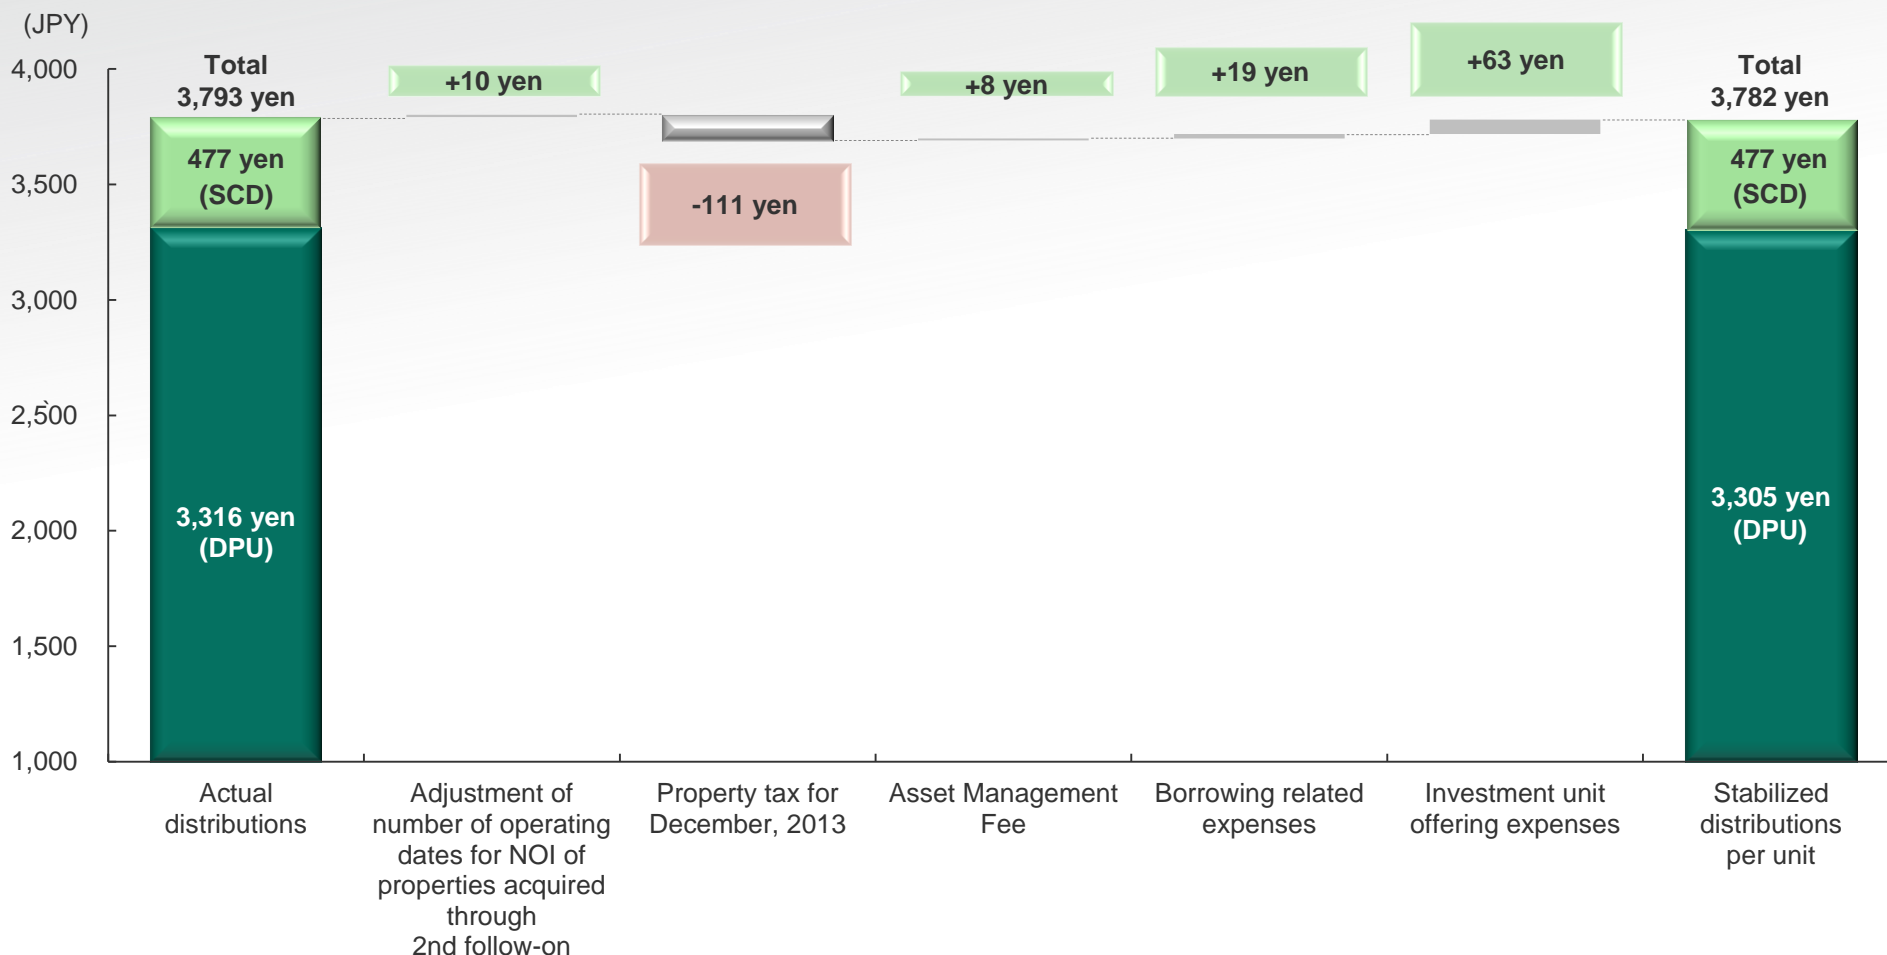 (JPY)
4,000
3,500
3,000
2,500
2,000
1,500
1,000
Total
3,793 yen
477 yen
(SCD)
3,316 yen
(DPU)
+10 yen
-111 yen
+8 yen
+19 yen
+63 yen
Total
3,782 yen
477 yen
(SCD)
3,305 yen
(DPU)
Actual
distributions
Adjustment of
number of operating
dates for NOI of
properties acquired
through
2nd follow-on
Property tax for
December, 2013
Asset Management
Fee
Borrowing related
expenses
Investment unit
offering expenses
Stabilized
distributions
per unit